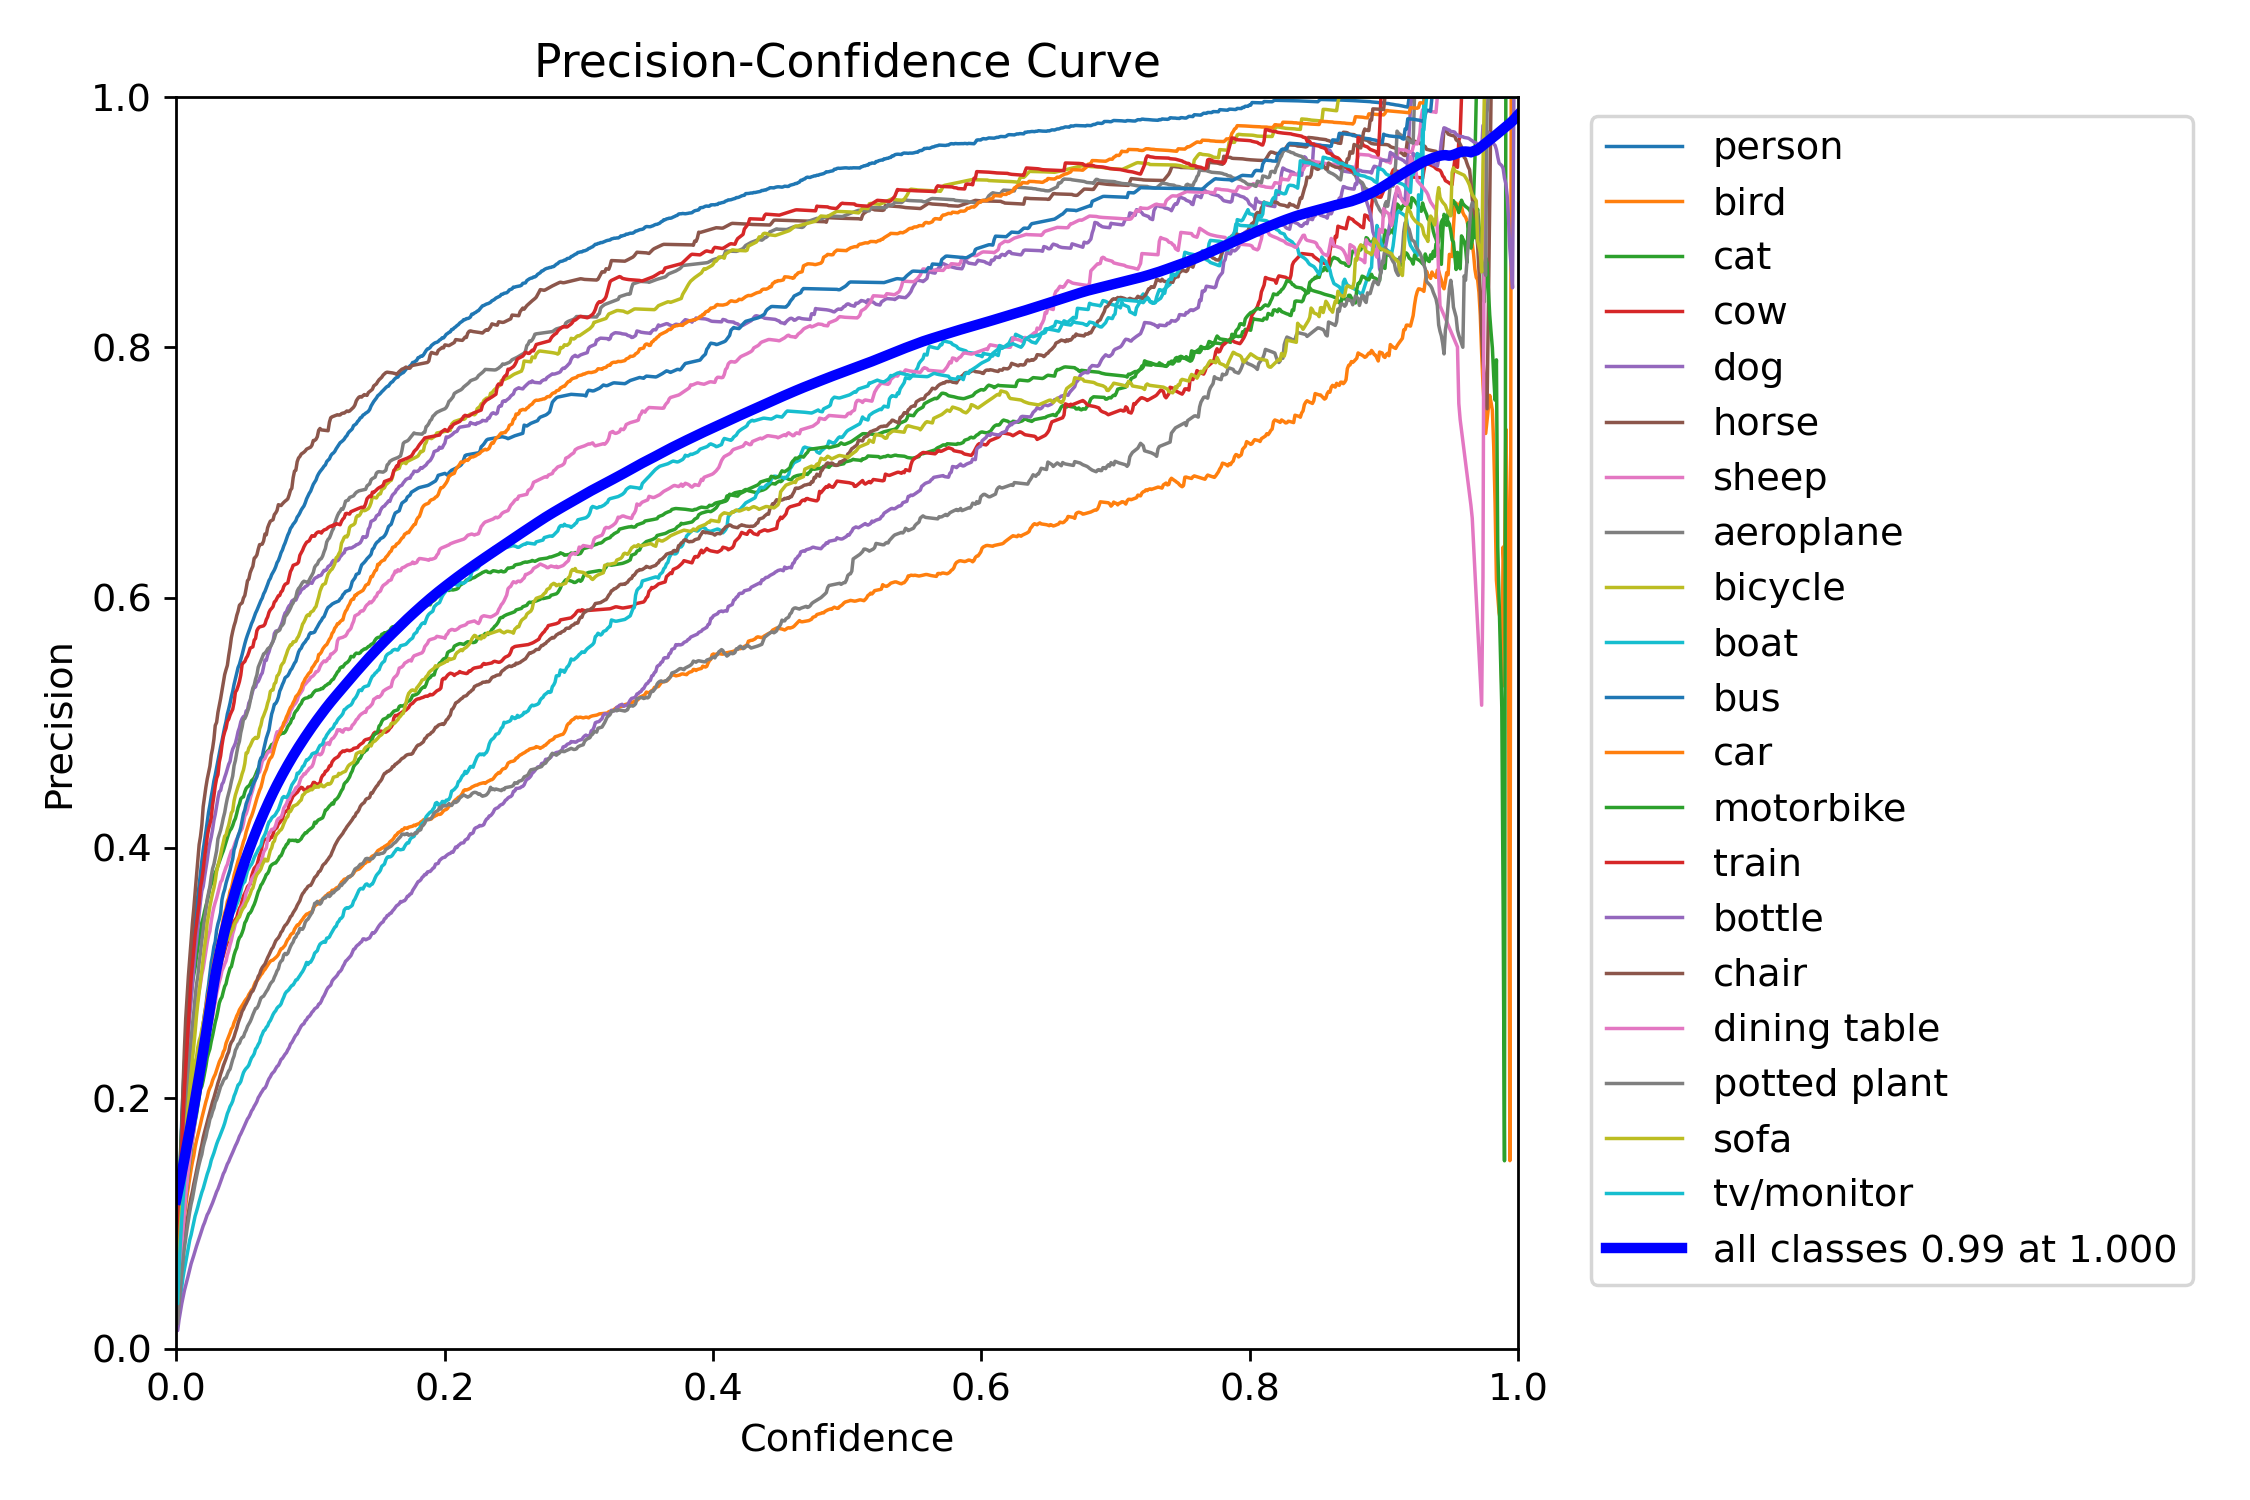 Precision-Confidence Curve
1.0
0.8
0.6
0.4
0.2
0.0
Precision
0.0 0.2 0.4 0.6 0.8 1.0
Confidence
person
bird
cat
cow
dog
horse
sheep
aeroplane
bicycle
boat
bus
car
motorbike
train
bottle
chair
dining table
potted plant
sofa
tv/monitor
all classes 0.99 at 1.000